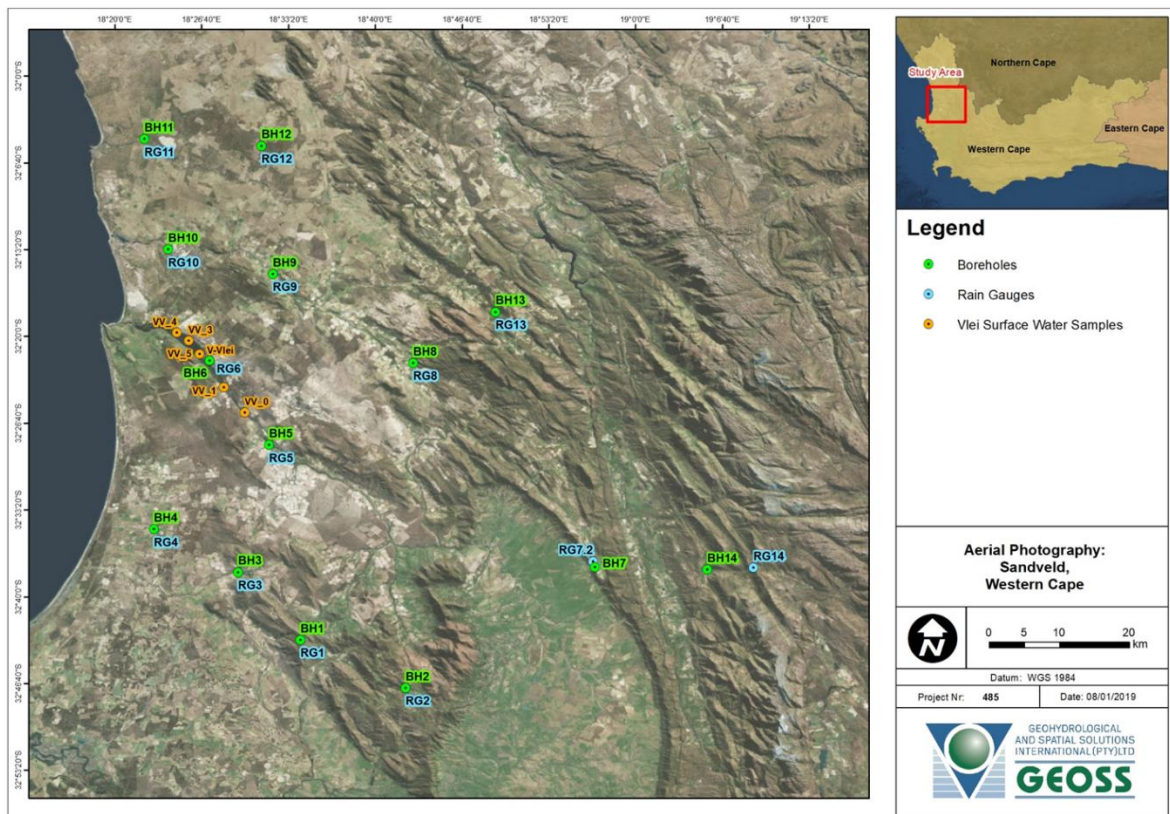 18°20'0"E
18°26'40"E
18°33'20"E
18°40'0"E
18°46'40"E
18°53'20"E
19°0'0"E
19°6'40"E
19°13'20"E
32°0'0"S
32°6'40"S
32°13'20"S
32°20'0"S
32°26'40"S
32°33'20"S
32°40'0"S
32°46'40"S
32°53'20"S
BH11
RG11
BH12
RG12
BH10
RG10
BH9
RG9
BH13
RG13
VV_4
VV_3
VV_5
V-Vlei
BH6
RG6
VV_1
VV_0
BH8
RG8
BH5
RG5
BH4
RG4
BH3
RG3
RG7.2
BH7
BH14
RG14
BH1
RG1
BH2
RG2
Study Area
Northern Cape
Eastern Cape
Western Cape
Legend
Boreholes
Rain Gauges
Vlei Surface Water Samples
Aerial Photography:
Sandveld,
Western Cape
N
0 5 10 20
km
Datum: WGS 1984
Project Nr: 485
Date: 08/01/2019
GEOHYDROLOGICAL
AND SPATIAL SOLUTIONS
INTERNATIONAL(PTY)LTD
GEOSS